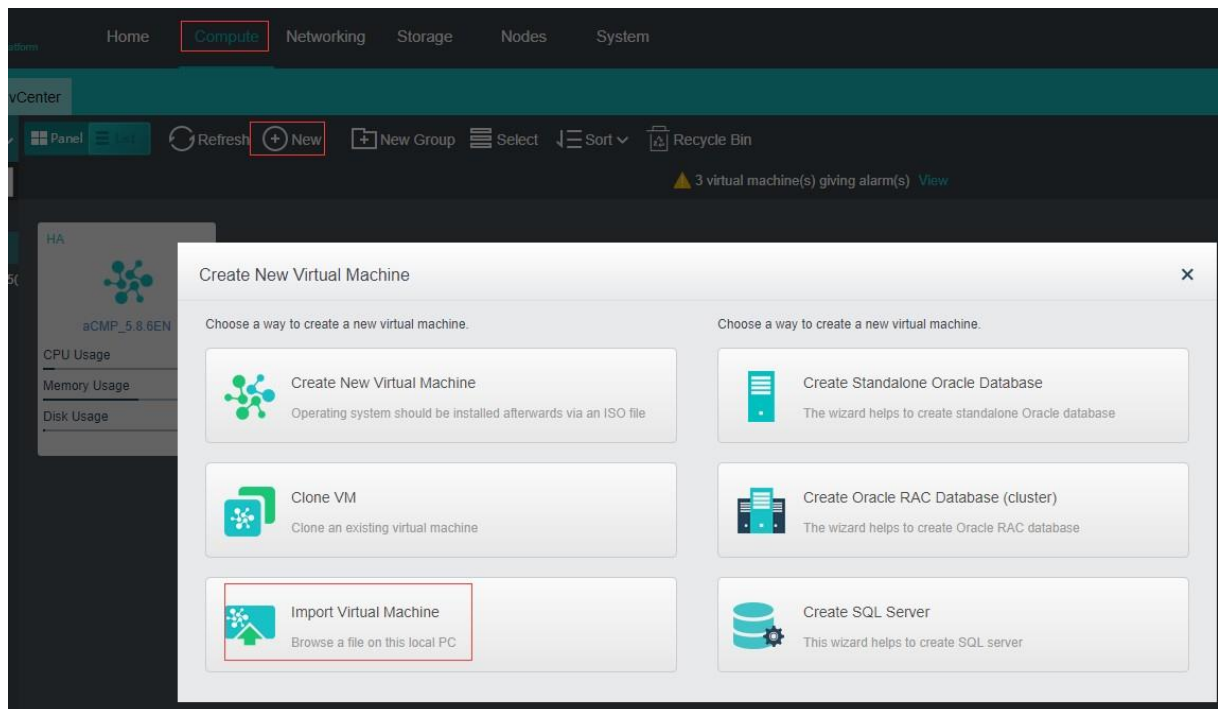 Home Compute Networking Storage Nodes System
vCenter
Panel List Refresh New New Group Select Sort Recycle Bin
3 virtual machine(s) giving alarm(s) View
HA
aCMP_5.8.6EN
CPU Usage
Memory Usage
Disk Usage
Create New Virtual Machine
Choose a way to create a new virtual machine.
Create New Virtual Machine
Operating system should be installed afterwards via an ISO file
Clone VM
Clone an existing virtual machine
Import Virtual Machine
Browse a file on this local PC
Choose a way to create a new virtual machine.
Create Standalone Oracle Database
The wizard helps to create standalone Oracle database
Create Oracle RAC Database (cluster)
The wizard helps to create Oracle RAC database
Create SQL Server
This wizard helps to create SQL server